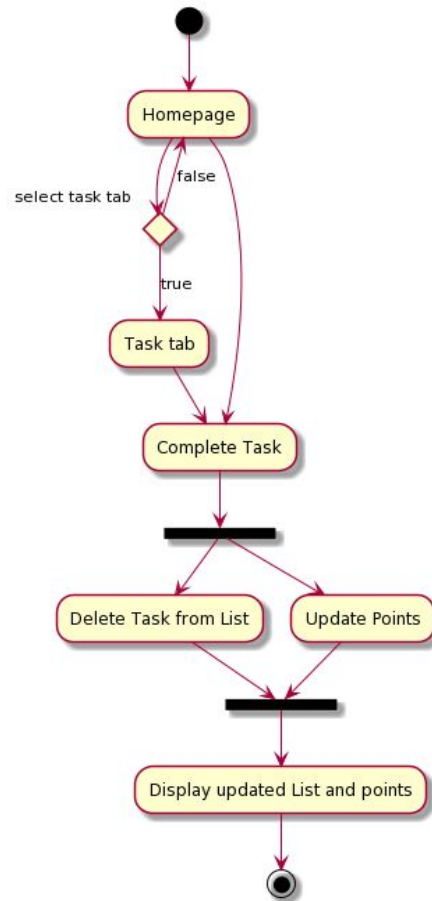 Homepage
select task tab
false
true
Task tab
Complete Task
Delete Task from List
Update Points
Display updated List and points